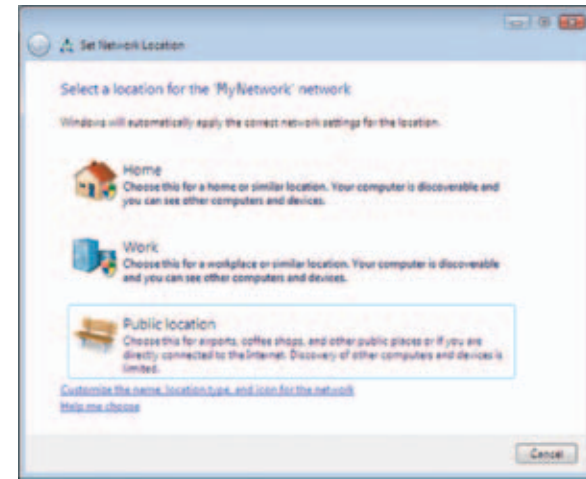 Set Network Location
Select a location for the 'MyNetwork' network
Windows will automatically apply the correct network settings for the location.
Home
Choose this for a home or similar location. Your computer is discoverable and
you can see other computers and devices.
Work
Choose this for a workplace or similar location. Your computer is discoverable
and you can see other computers and devices.
Public location
Choose this for airports, coffee shops, and other public places or if you are
directly connected to the Internet. Discovery of other computers and devices is
limited.
Customize the name, location type, and icon for the network
Help me choose
Cancel